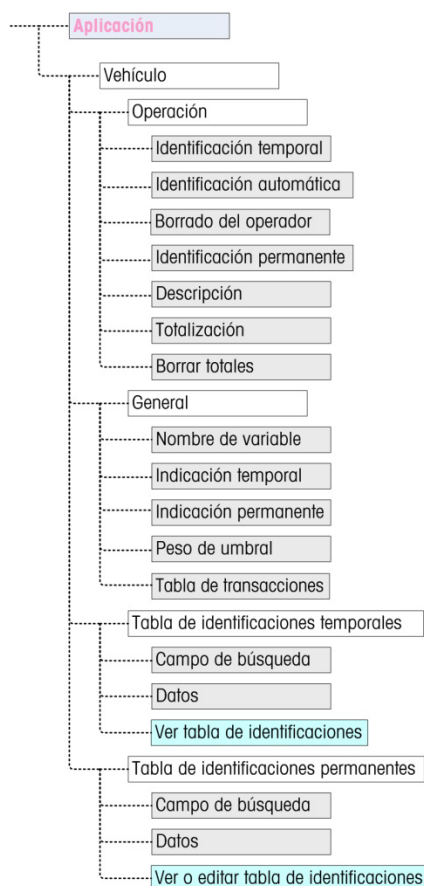 Aplicación
Vehículo
Operación
Identificación temporal
Identificación automática
Borrado del operador
Identificación permanente
Descripción
Totalización
Borrar totales
General
Nombre de variable
Indicación temporal
Indicación permanente
Peso de umbral
Tabla de transacciones
Tabla de identificaciones temporales
Campo de búsqueda
Datos
Ver tabla de identificaciones
Tabla de identificaciones permanentes
Campo de búsqueda
Datos
Ver o editar tabla de identificaciones